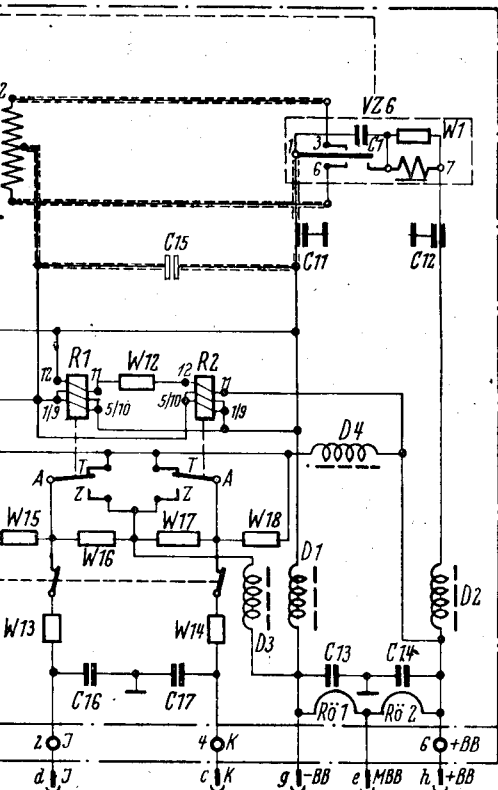 2
VZ6
W1
1
3
C1
6
7
C15
C11
C12
R1
W12
R2
12
11
12
11
1/9
5/10
5/10
1/9
D4
A
T
T
A
Z
Z
W15
W16
W17
W18
D1
D2
W13
W14
D3
C13
C14
C16
C17
Rö1
Rö2
2 J
4 K
6 +BB
d J
c K
g -BB
e MBB
h +BB